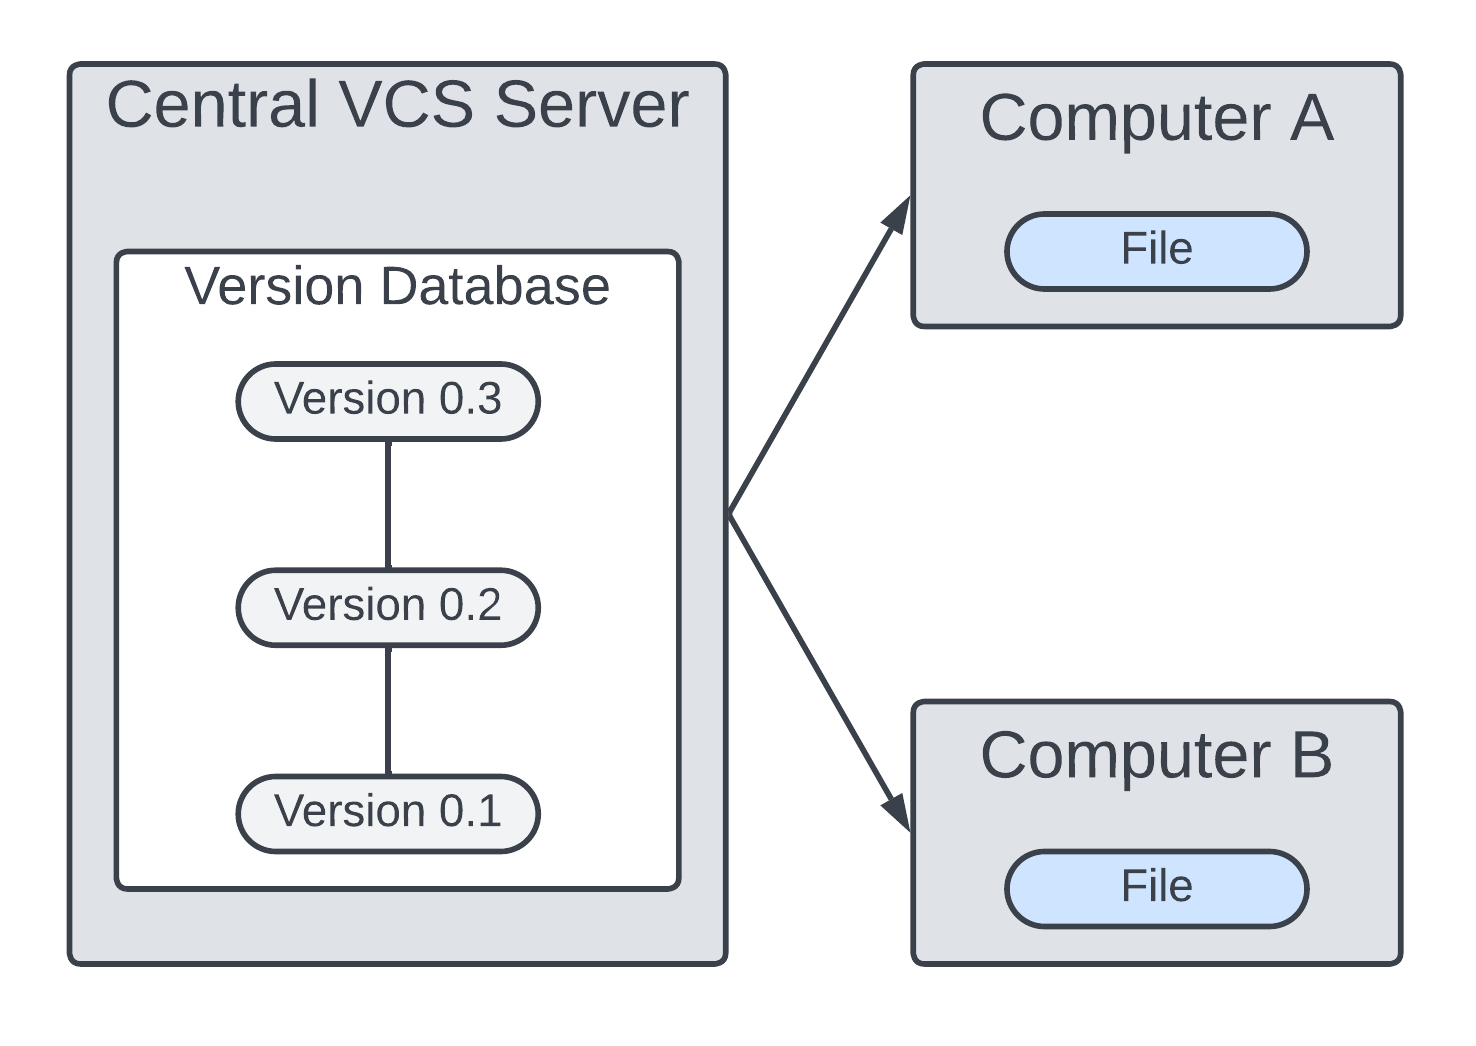 Central VCS Server
Version Database
Version 0.3
Version 0.2
Version 0.1
Computer A
File
Computer B
File